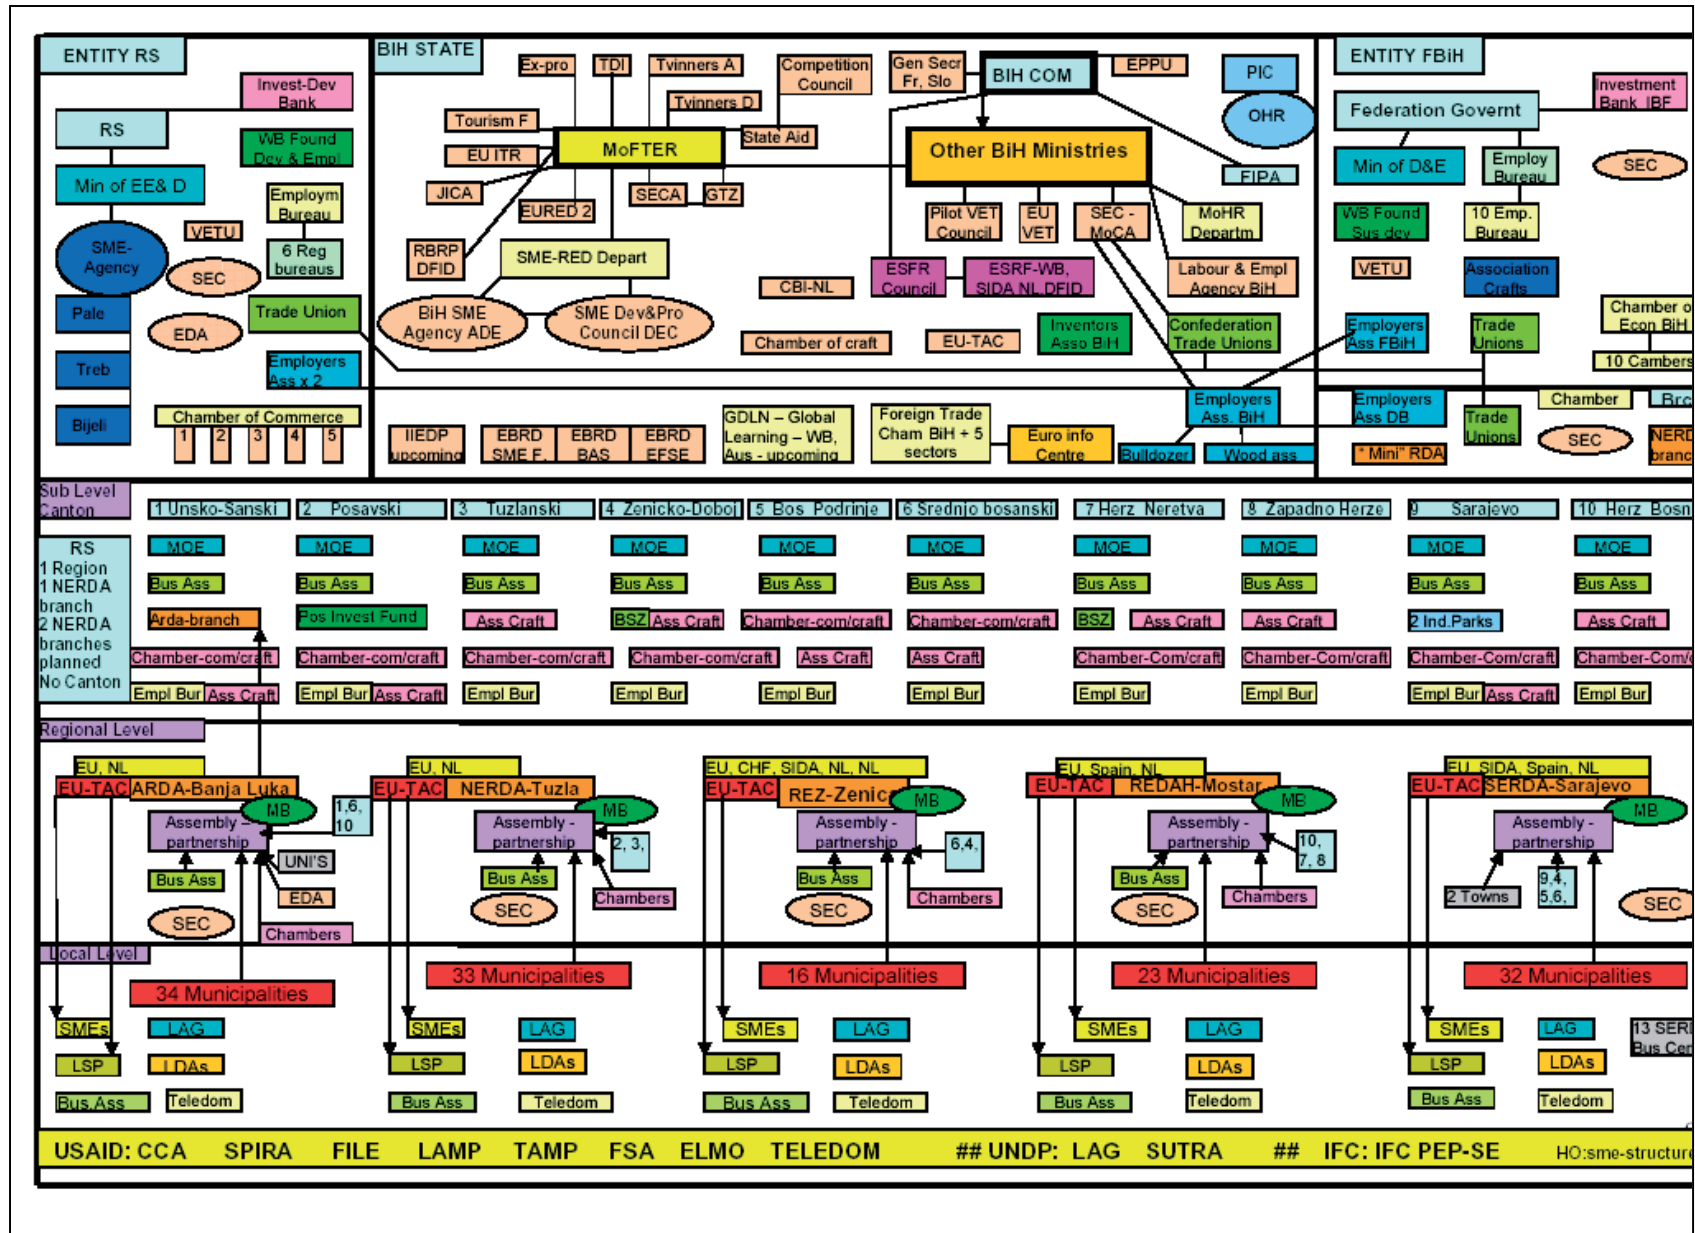 ENTITY RS
Invest-Dev
Bank
RS
WB Found
Dev & Empl
Min of EE& D
Employm
Bureau
SME-
Agency
VETU
SEC
6 Reg
bureaus
Pale
EDA
Trade Union
Treb
Employers
Ass x 2
Bijeli
Chamber of Commerce
1 2 3 4 5
BIH STATE
Ex-pro
TDI
Tvinners A
Competition
Council
Gen Secr
Fr, Slo
BIH COM
EPPU
PIC
OHR
Tvinners D
Tourism F
State Aid
MoFTER
Other BiH Ministries
EU ITR
JICA
EURED 2
SECA
GTZ
FIPA
Pilot VET
Council
EU
VET
SEC -
MoCA
MoHR
Departm
RBRP
DFID
SME-RED Depart
CBI-NL
ESFR
Council
ESRF-WB,
SIDA NL DFID
Labour & Empl
Agency BiH
BiH SME
Agency ADE
SME Dev&Pro
Council DEC
Chamber of craft
EU-TAC
Inventors
Asso BiH
Confederation
Trade Unions
Employers
Ass. BiH
IIEDP
upcoming
EBRD
SME F.
EBRD
BAS
EBRD
EFSE
GDLN – Global
Learning – WB,
Aus - upcoming
Foreign Trade
Cham BiH + 5
sectors
Euro info
Centre
Bulldozer
Wood ass
ENTITY FBiH
Investment
Bank IBF
Federation Governt
Min of D&E
Employ
Bureau
SEC
WB Found
Sus dev
10 Emp.
Bureau
VETU
Association
Crafts
Employers
Ass FBiH
Trade
Unions
Chamber o
Econ BiH
10 Cambers
Employers
Ass DB
Trade
Unions
Chamber
Brc
SEC
" Mini" RDA
NERD
branc
Sub Level
Canton
1 Unsko-Sanski
2 Posavski
3 Tuzlanski
4 Zenicko-Doboj
5 Bos Podrinje
6 Srednjo bosanski
7 Herz Neretva
8 Zapadno Herze
9 Sarajevo
10 Herz Bosn
RS
1 Region
1 NERDA
branch
2 NERDA
branches
planned
No Canton
MOE MOE MOE MOE MOE MOE MOE MOE MOE MOE
Bus Ass Bus Ass Bus Ass Bus Ass Bus Ass Bus Ass Bus Ass Bus Ass Bus Ass Bus Ass
Arda-branch Pos Invest Fund Ass Craft BSZ Ass Craft Chamber-com/craft Chamber-com/craft BSZ Ass Craft Ass Craft 2 Ind.Parks Ass Craft
Chamber-com/craft Chamber-com/craft Chamber-com/craft Chamber-com/craft Ass Craft Ass Craft Chamber-Com/craft Chamber-Com/craft Chamber-Com/craft Chamber-Com/c
Empl Bur Ass Craft Empl Bur Ass Craft Empl Bur Empl Bur Empl Bur Empl Bur Empl Bur Empl Bur Empl Bur Ass Craft Empl Bur
Regional Level
EU, NL
EU-TAC ARDA-Banja Luka
MB
Assembly –
partnership
1,6,
10
UNI'S
Bus Ass
EDA
SEC
Chambers
EU, NL
EU-TAC NERDA-Tuzla
MB
Assembly -
partnership
2, 3,
Bus Ass
Chambers
SEC
EU, CHF, SIDA, NL, NL
EU-TAC REZ-Zenica
MB
Assembly -
partnership
6,4,
Bus Ass
Chambers
SEC
EU, Spain, NL
EU-TAC REDAH-Mostar
MB
Assembly -
partnership
10,
7, 8
Bus Ass
Chambers
SEC
EU, SIDA, Spain, NL
EU-TAC SERDA-Sarajevo
MB
Assembly -
partnership
2 Towns
9,4,
5,6,
SEC
Local Level
34 Municipalities
33 Municipalities
16 Municipalities
23 Municipalities
32 Municipalities
SMEs LAG SMEs LAG SMEs LAG SMEs LAG SMEs LAG
13 SER
Bus Cen
LSP LDAs LSP LDAs LSP LDAs LSP LDAs LSP LDAs
Bus.Ass Teledom Bus Ass Teledom Bus Ass Teledom Bus Ass Teledom Bus Ass Teledom
USAID: CCA SPIRA FILE LAMP TAMP FSA ELMO TELEDOM ## UNDP: LAG SUTRA ## IFC: IFC PEP-SE HO:sme-structure